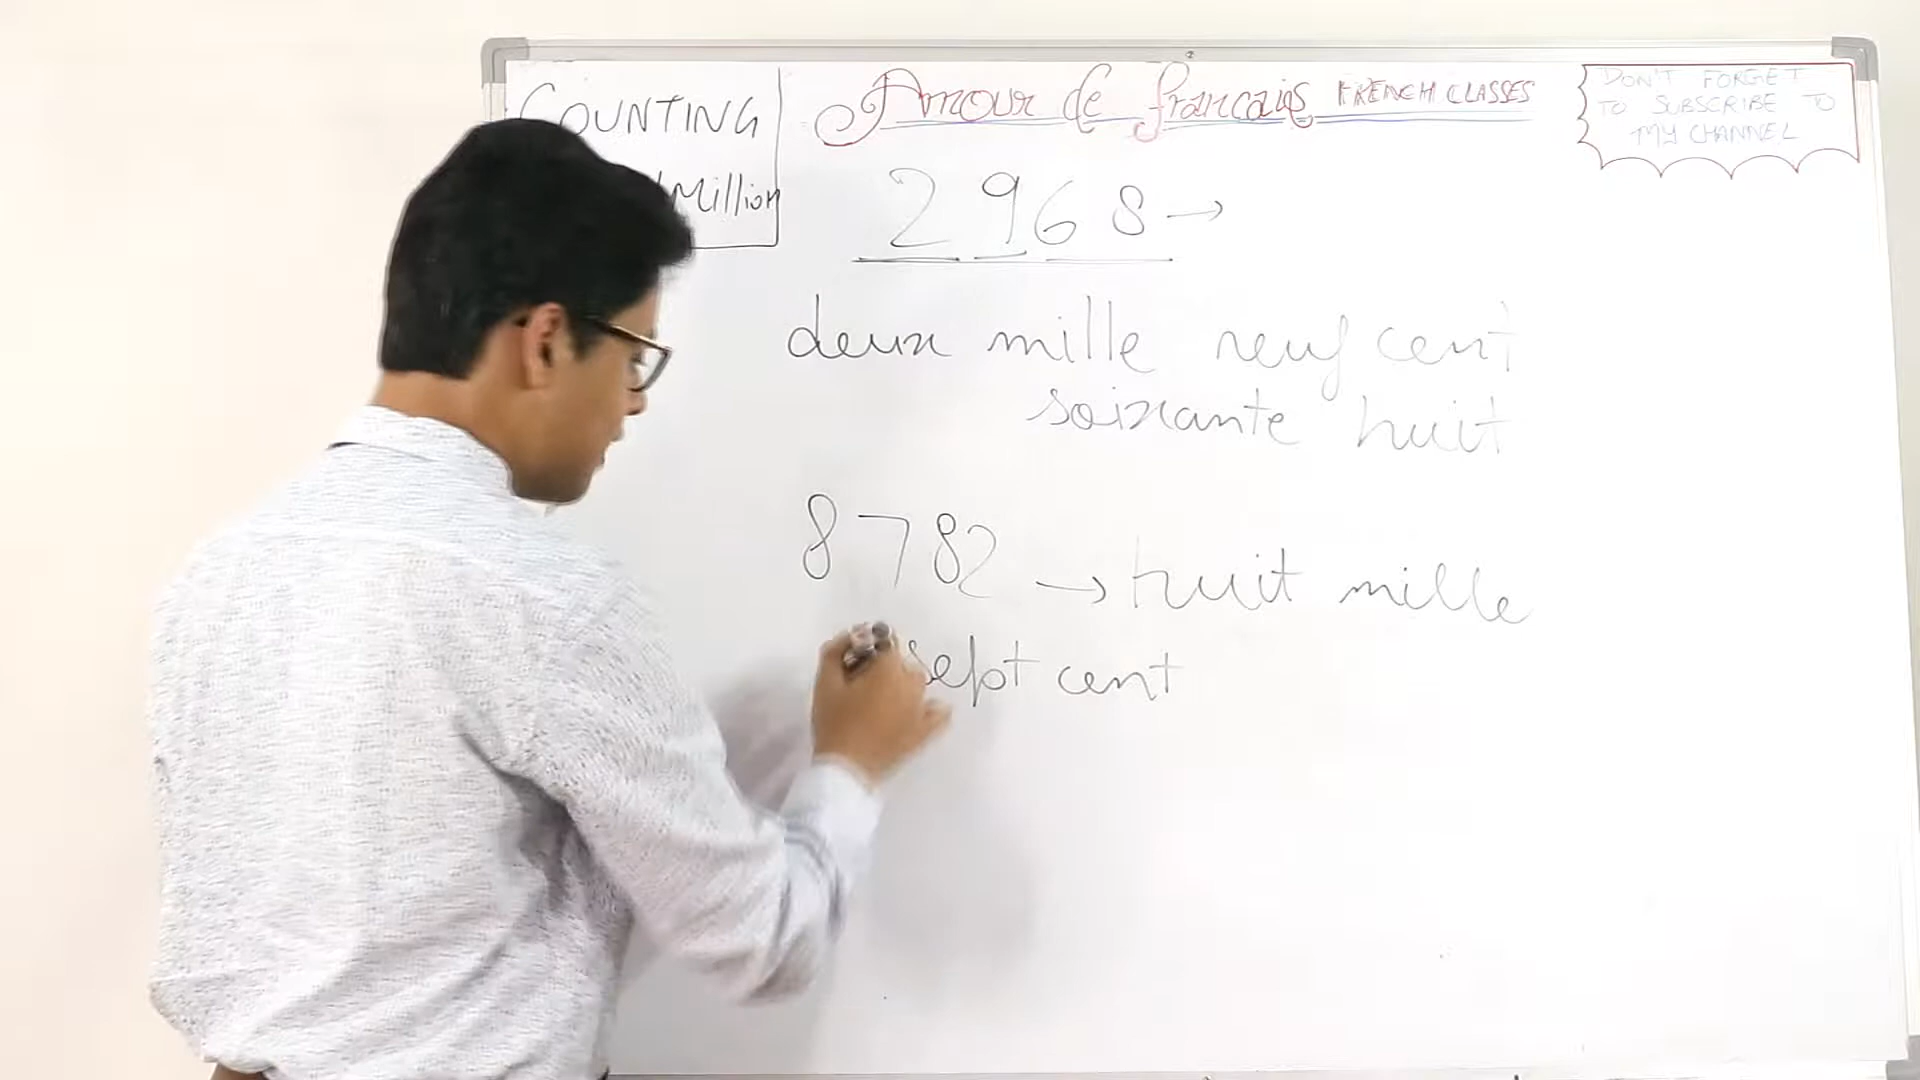 COUNTING
Million
Amour de francais FRENCH CLASSES
DON'T FORGET
TO SUBSCRIBE TO
MY CHANNEL
2968→
deux mille neuf cent
soixante huit
8782 → huit mille
sept cent